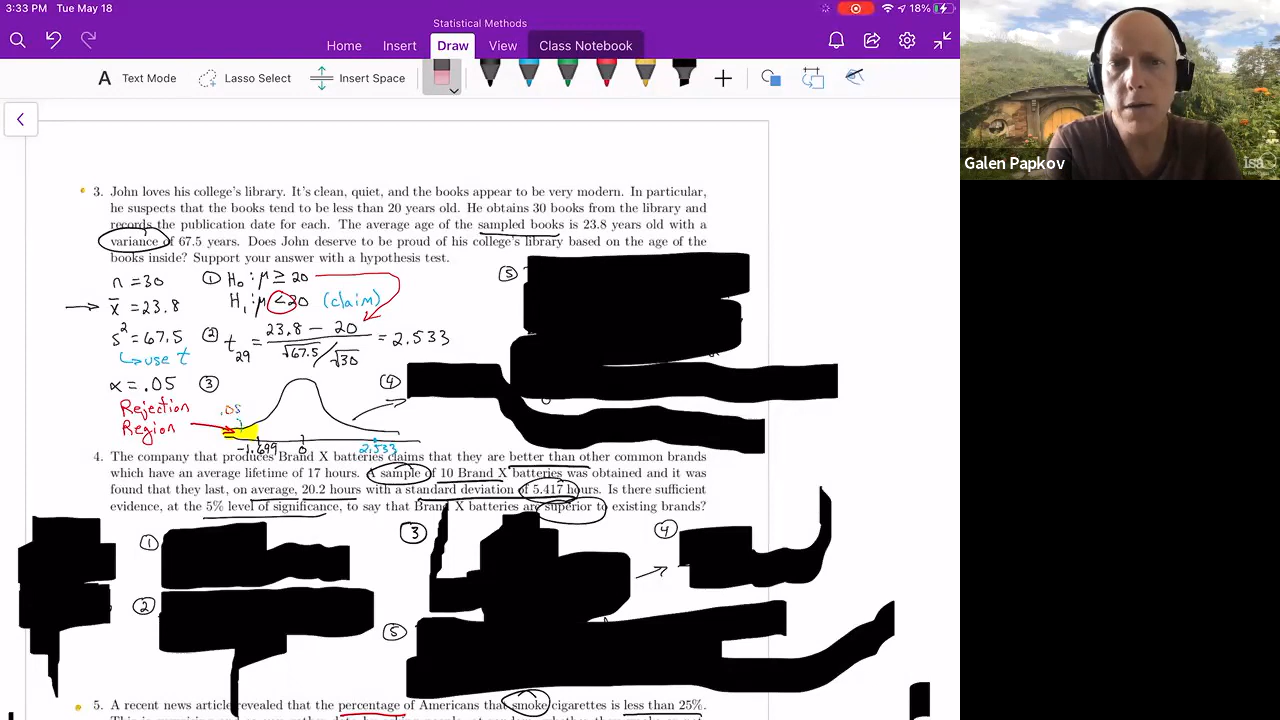 3:33 PM Tue May 18
18%
Statistical Methods
Home Insert Draw View Class Notebook
Text Mode Lasso Select Insert Space
Galen Papkov
3. John loves his college's library. It's clean, quiet, and the books appear to be very modern. In particular,
he suspects that the books tend to be less than 20 years old. He obtains 30 books from the library and
records the publication date for each. The average age of the sampled books is 23.8 years old with a
variance of 67.5 years. Does John deserve to be proud of his college's library based on the age of the
books inside? Support your answer with a hypothesis test.
n = 30
x̄ = 23.8
s² = 67.5
↳ use t
α = .05
Rejection
Region
① H₀ : μ ≥ 20
H₁ : μ < 20 (claim)
② t₂₉ = (23.8 − 20) / (√67.5 / √30) = 2.533
③
.05
-1.699 0 2.533
④
⑤
4. The company that produces Brand X batteries claims that they are better than other common brands
which have an average lifetime of 17 hours. A sample of 10 Brand X batteries was obtained and it was
found that they last, on average, 20.2 hours with a standard deviation of 5.417 hours. Is there sufficient
evidence, at the 5% level of significance, to say that Brand X batteries are superior to existing brands?
①
②
③
④
⑤
5. A recent news article revealed that the percentage of Americans that smoke cigarettes is less than 25%.